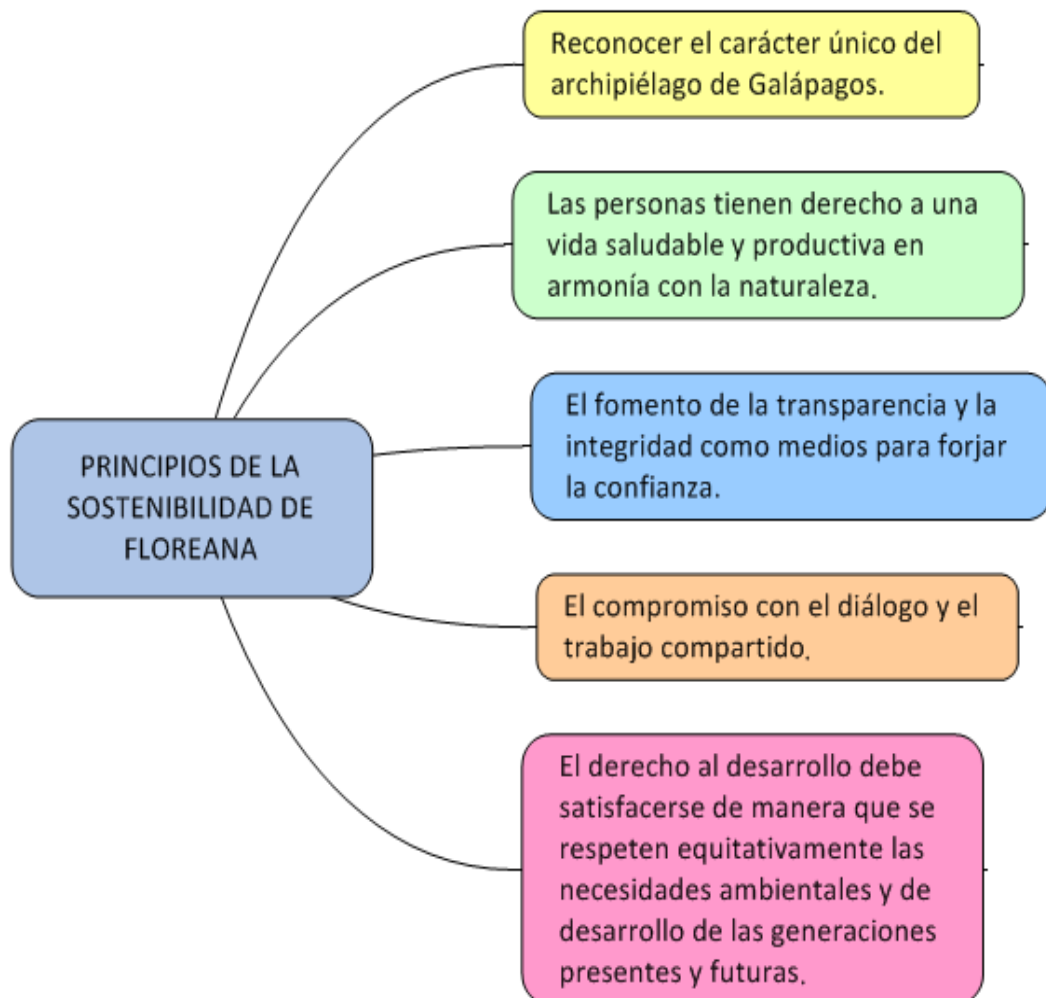 Reconocer el carácter único del
archipiélago de Galápagos.
Las personas tienen derecho a una
vida saludable y productiva en
armonía con la naturaleza.
El fomento de la transparencia y la
integridad como medios para forjar
la confianza.
PRINCIPIOS DE LA
SOSTENIBILIDAD DE
FLOREANA
El compromiso con el diálogo y el
trabajo compartido.
El derecho al desarrollo debe
satisfacerse de manera que se
respeten equitativamente las
necesidades ambientales y de
desarrollo de las generaciones
presentes y futuras.